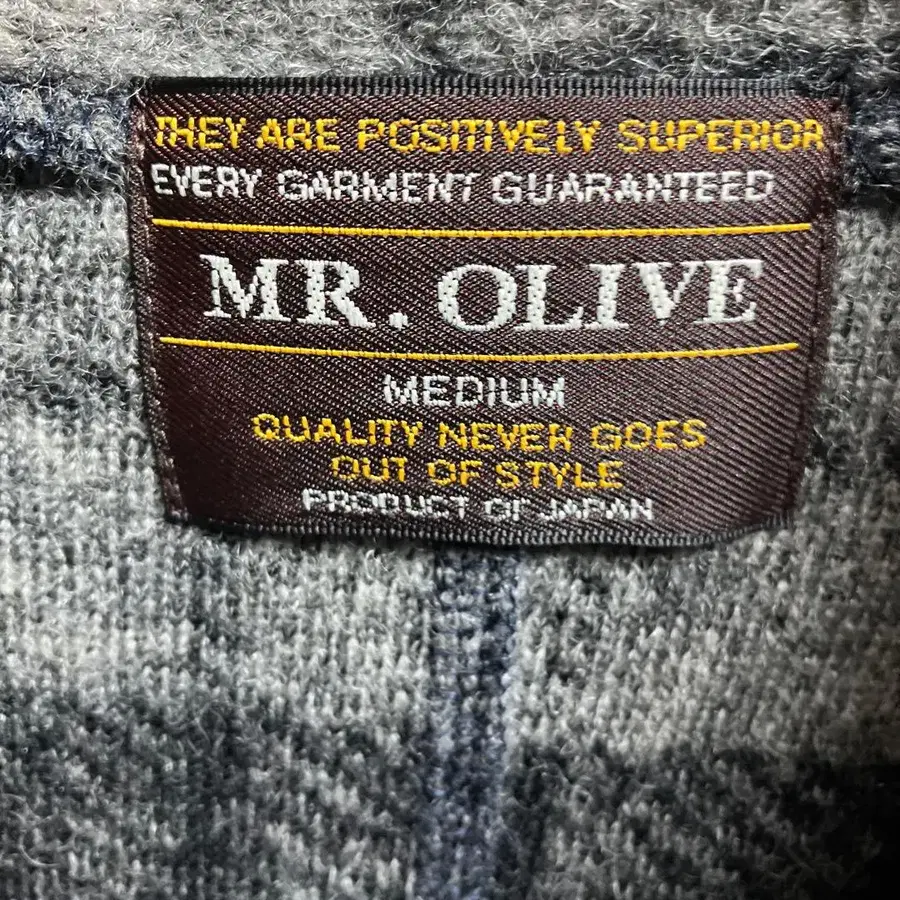 THEY ARE POSITIVELY SUPERIOR
EVERY GARMENT GUARANTEED
MR. OLIVE
MEDIUM
QUALITY NEVER GOES
OUT OF STYLE
PRODUCT OF JAPAN